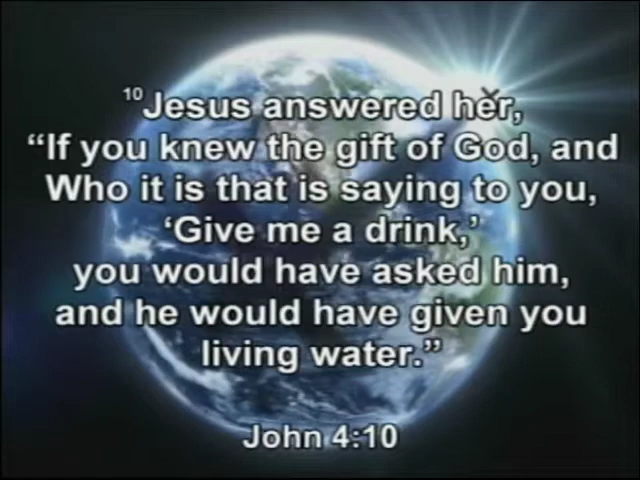 ¹⁰Jesus answered her,
“If you knew the gift of God, and
Who it is that is saying to you,
‘Give me a drink,’
you would have asked him,
and he would have given you
living water.”
John 4:10